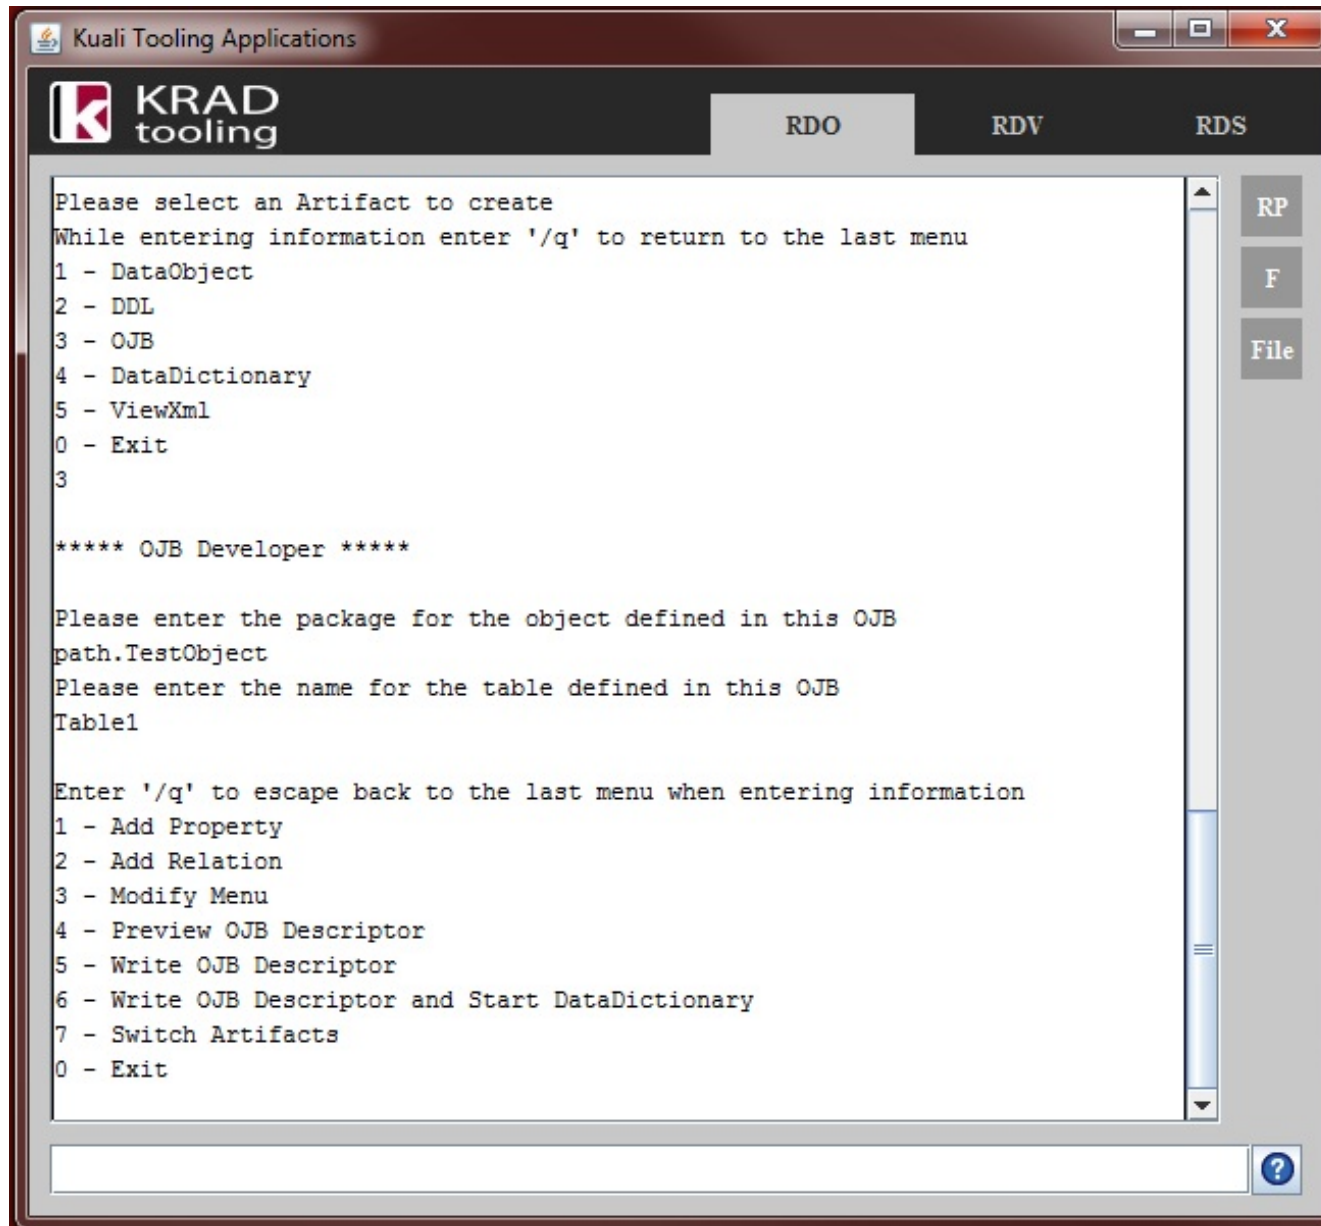 Kuali Tooling Applications
KRAD
tooling
RDO
RDV
RDS
Please select an Artifact to create
While entering information enter '/q' to return to the last menu
1 - DataObject
2 - DDL
3 - OJB
4 - DataDictionary
5 - ViewXml
0 - Exit
3
***** OJB Developer *****
Please enter the package for the object defined in this OJB
path.TestObject
Please enter the name for the table defined in this OJB
Table1
Enter '/q' to escape back to the last menu when entering information
1 - Add Property
2 - Add Relation
3 - Modify Menu
4 - Preview OJB Descriptor
5 - Write OJB Descriptor
6 - Write OJB Descriptor and Start DataDictionary
7 - Switch Artifacts
0 - Exit
RP
F
File
?